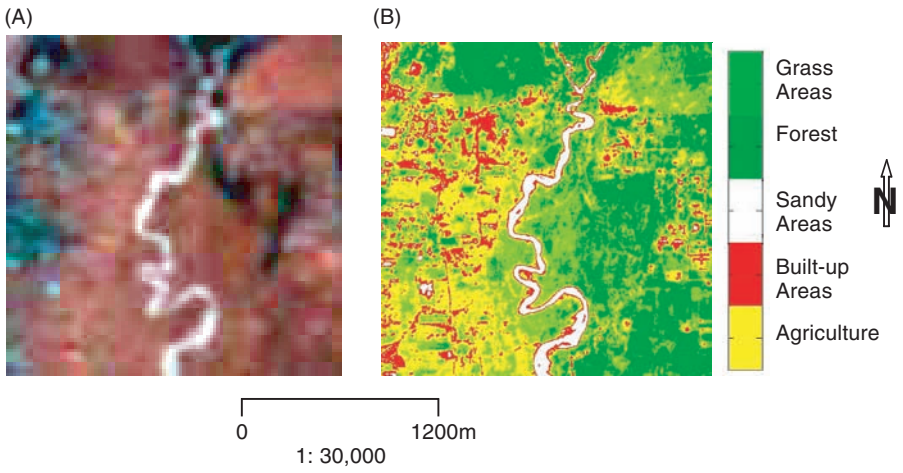 (A)
(B)
Grass
Areas
Forest
Sandy
Areas
Built-up
Areas
Agriculture
N
0 1200m
1: 30,000